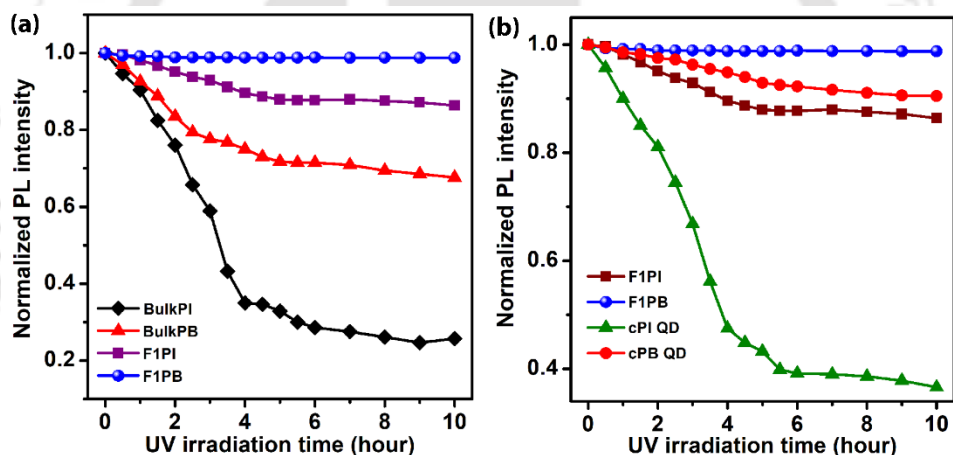 (a)
Normalized PL intensity
1.0
0.8
0.6
0.4
0.2
BulkPI
BulkPB
F1PI
F1PB
0 2 4 6 8 10
UV irradiation time (hour)
(b)
Normalized PL intensity
1.0
0.8
0.6
0.4
F1PI
F1PB
cPI QD
cPB QD
0 2 4 6 8 10
UV irradiation time (hour)